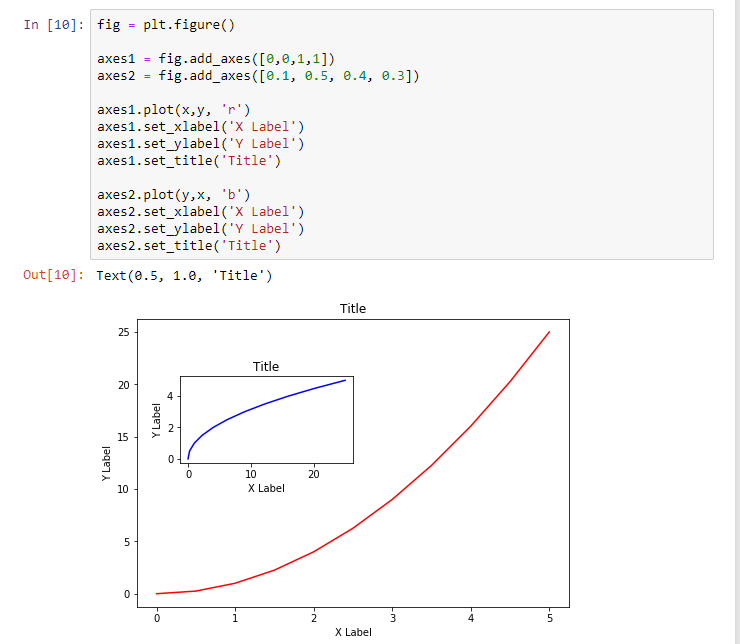 In [10]: fig = plt.figure()
axes1 = fig.add_axes([0,0,1,1])
axes2 = fig.add_axes([0.1, 0.5, 0.4, 0.3])
axes1.plot(x,y, 'r')
axes1.set_xlabel('X Label')
axes1.set_ylabel('Y Label')
axes1.set_title('Title')
axes2.plot(y,x, 'b')
axes2.set_xlabel('X Label')
axes2.set_ylabel('Y Label')
axes2.set_title('Title')
Out[10]: Text(0.5, 1.0, 'Title')
Title
25
20
15
10
5
0
Y Label
Title
4
2
0
Y Label
0 10 20
X Label
0 1 2 3 4 5
X Label